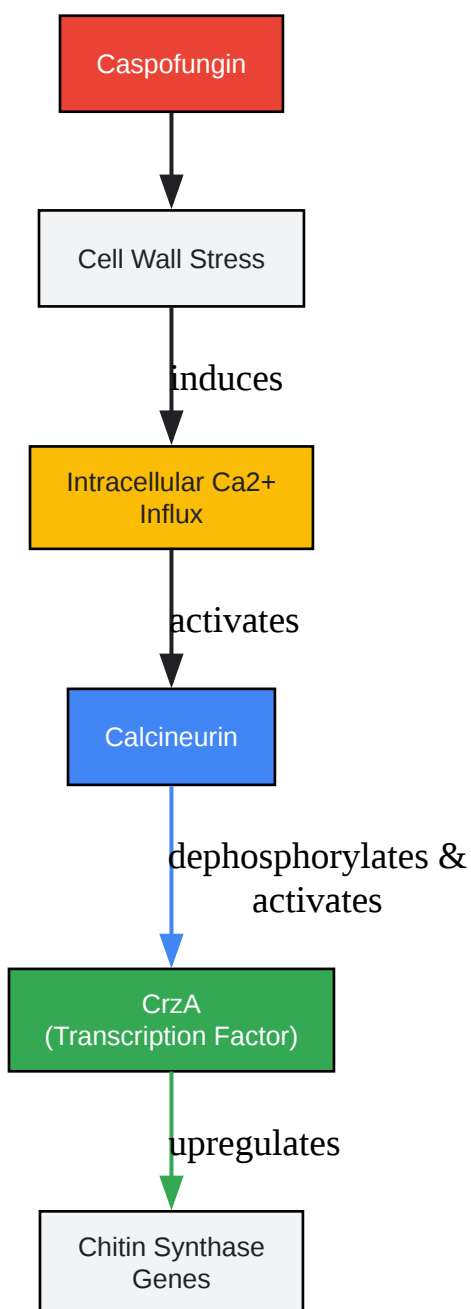 Caspofungin
Cell Wall Stress
induces
Intracellular Ca2+
Influx
activates
Calcineurin
dephosphorylates &
activates
CrzA
(Transcription Factor)
upregulates
Chitin Synthase
Genes